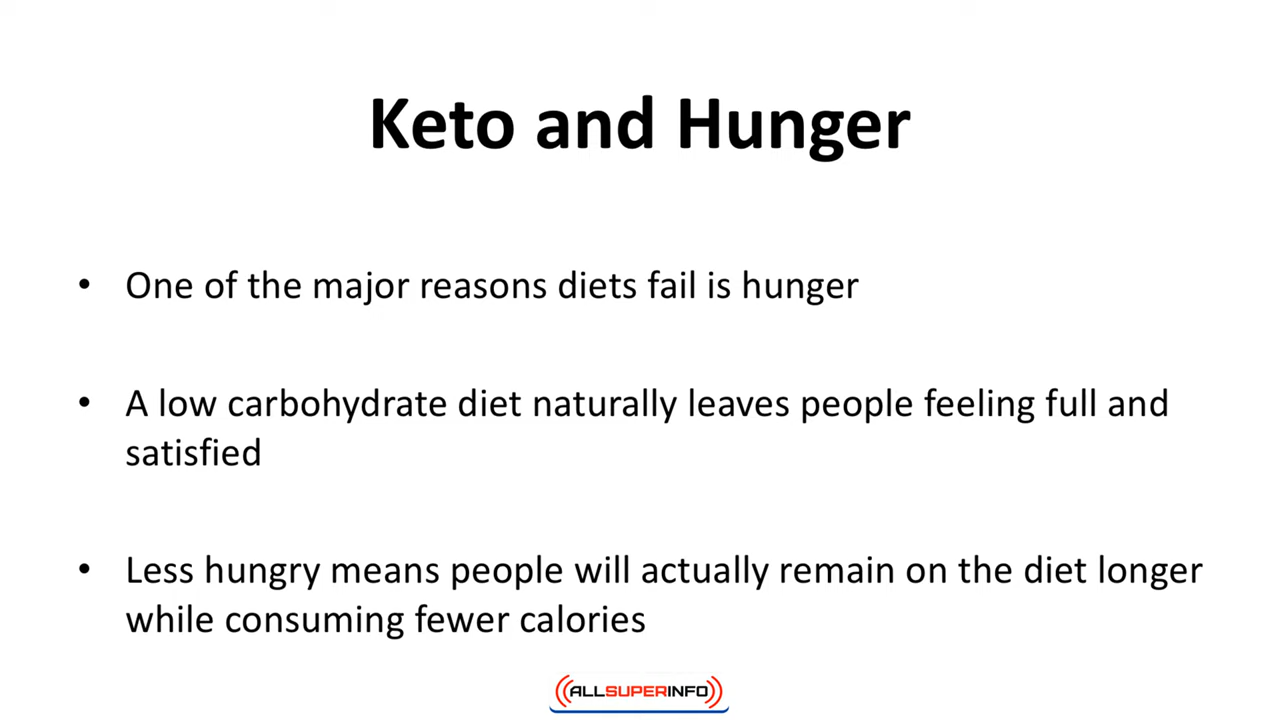 Keto and Hunger
• One of the major reasons diets fail is hunger
• A low carbohydrate diet naturally leaves people feeling full and
satisfied
• Less hungry means people will actually remain on the diet longer
while consuming fewer calories
ALLSUPERINFO